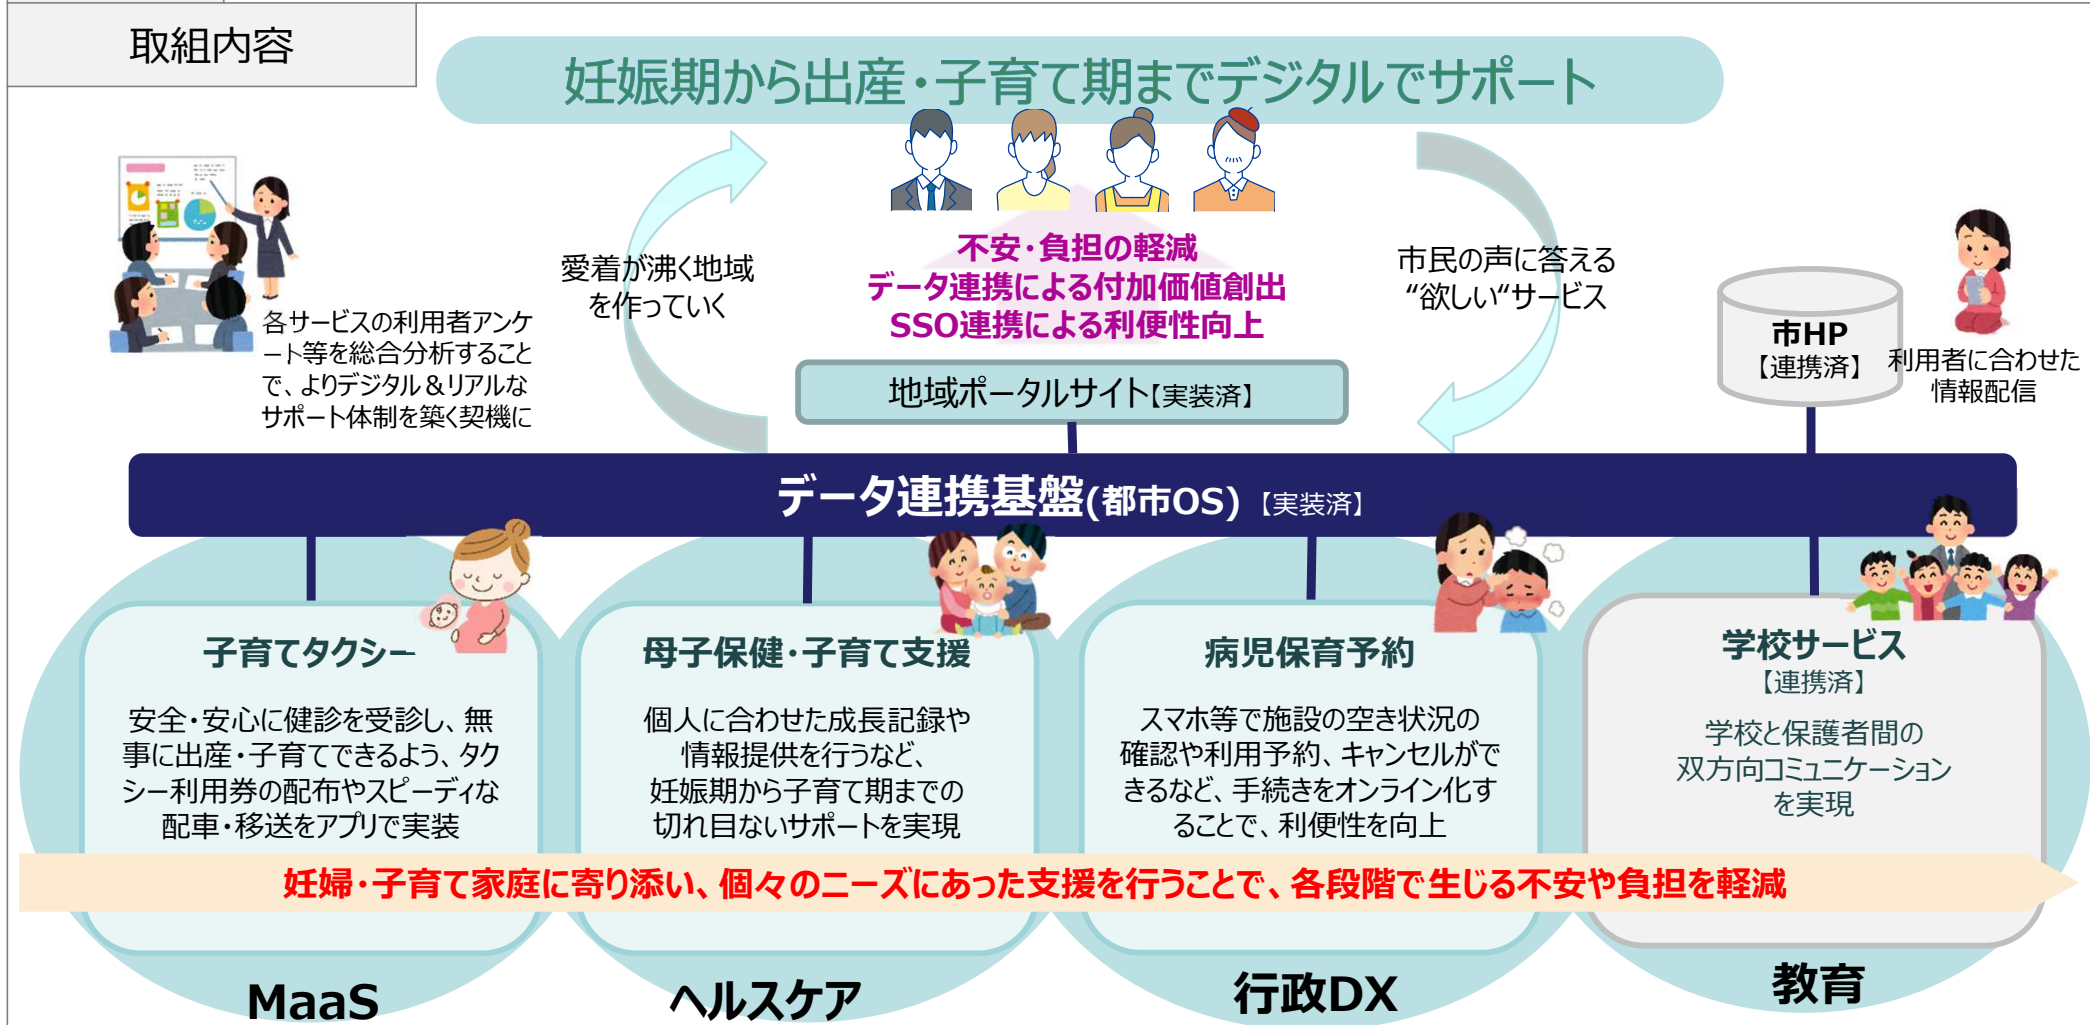 取組内容
妊娠期から出産・子育て期までデジタルでサポート
各サービスの利用者アンケ
ート等を総合分析すること
で、よりデジタル＆リアルな
サポート体制を築く契機に
愛着が沸く地域
を作っていく
不安・負担の軽減
データ連携による付加価値創出
SSO連携による利便性向上
市民の声に答える
“欲しい“サービス
市HP
【連携済】
利用者に合わせた
情報配信
地域ポータルサイト【実装済】
データ連携基盤(都市OS)【実装済】
子育てタクシー
安全・安心に健診を受診し、無
事に出産・子育てできるよう、タク
シー利用券の配布やスピーディな
配車・移送をアプリで実装
母子保健・子育て支援
個人に合わせた成長記録や
情報提供を行うなど、
妊娠期から子育て期までの
切れ目ないサポートを実現
病児保育予約
スマホ等で施設の空き状況の
確認や利用予約、キャンセルがで
きるなど、手続きをオンライン化す
ることで、利便性を向上
学校サービス
【連携済】
学校と保護者間の
双方向コミュニケーション
を実現
妊婦・子育て家庭に寄り添い、個々のニーズにあった支援を行うことで、各段階で生じる不安や負担を軽減
MaaS
ヘルスケア
行政DX
教育